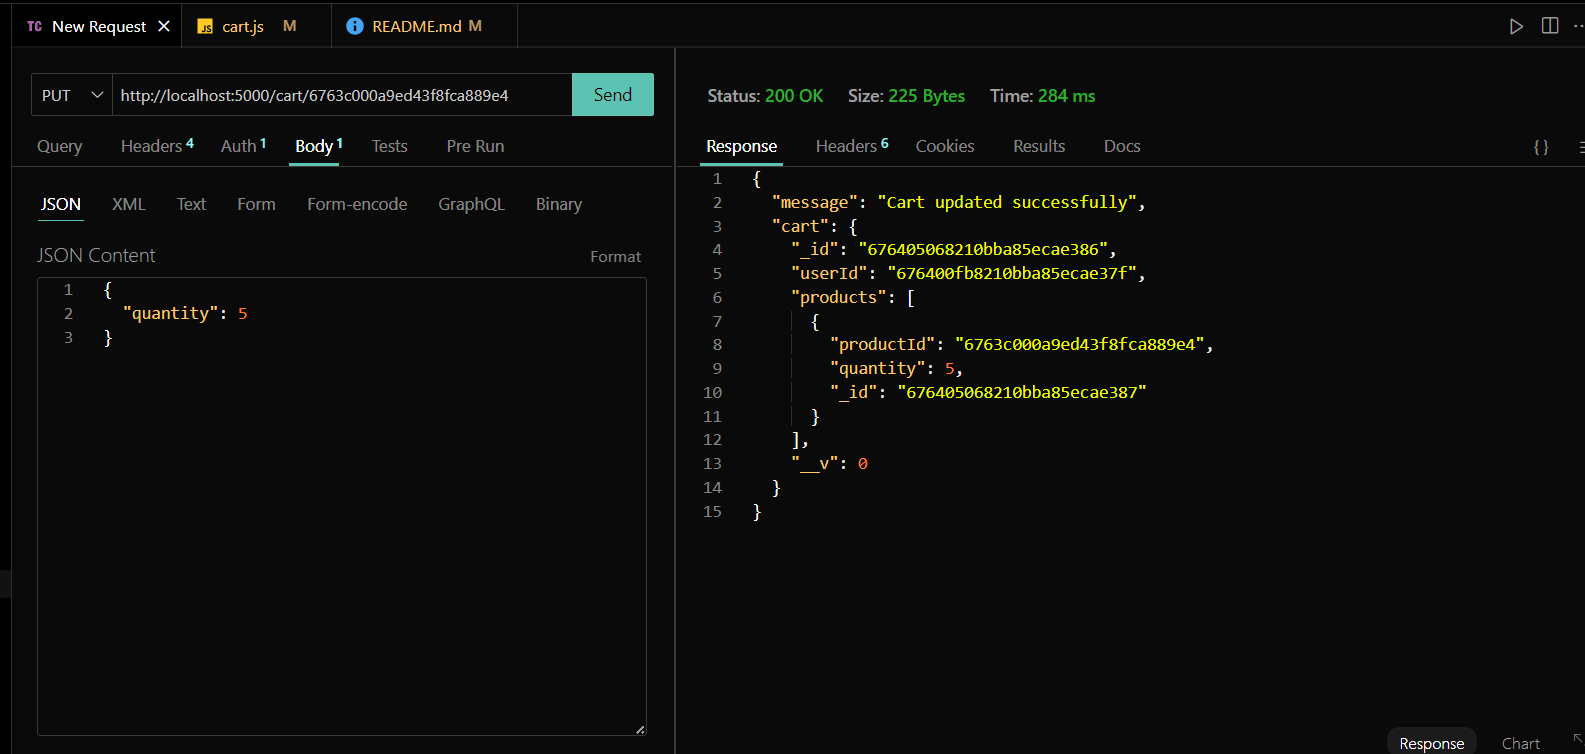 TC New Request
JS cart.js M
README.md M
PUT http://localhost:5000/cart/6763c000a9ed43f8fca889e4 Send
Query Headers 4 Auth 1 Body 1 Tests Pre Run
JSON XML Text Form Form-encode GraphQL Binary
JSON Content Format
1 {
2 "quantity": 5
3 }
Status: 200 OK Size: 225 Bytes Time: 284 ms
Response Headers 6 Cookies Results Docs {}
1 {
2 "message": "Cart updated successfully",
3 "cart": {
4 "_id": "676405068210bba85ecae386",
5 "userId": "676400fb8210bba85ecae37f",
6 "products": [
7 {
8 "productId": "6763c000a9ed43f8fca889e4",
9 "quantity": 5,
10 "_id": "676405068210bba85ecae387"
11 }
12 ],
13 "__v": 0
14 }
15 }
Response Chart